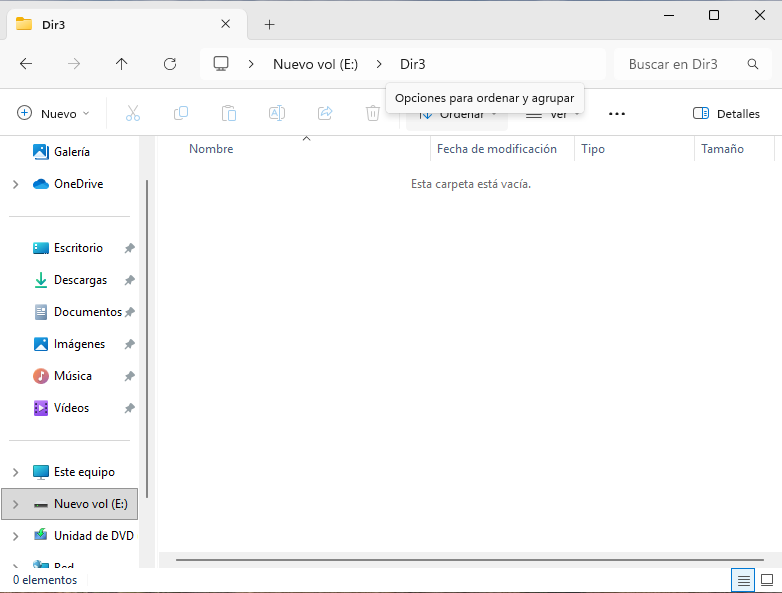 Dir3
Nuevo vol (E:)
Dir3
Buscar en Dir3
Opciones para ordenar y agrupar
Nuevo
Ordenar
Ver
Detalles
Galería
OneDrive
Escritorio
Descargas
Documentos
Imágenes
Música
Vídeos
Este equipo
Nuevo vol (E:)
Unidad de DVD
Red
Nombre
Fecha de modificación
Tipo
Tamaño
Esta carpeta está vacía.
0 elementos